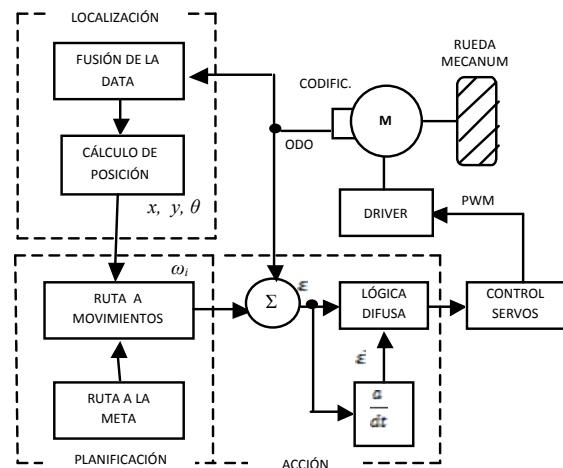 LOCALIZACIÓN
FUSIÓN DE LA
DATA
CÁLCULO DE
POSICIÓN
x, y, θ
CODIFIC.
ODO
M
RUEDA
MECANUM
DRIVER
PWM
ω_i
RUTA A
MOVIMIENTOS
Σ
ε
LÓGICA
DIFUSA
CONTROL
SERVOS
ε̇
RUTA A LA
META
d
dt
PLANIFICACIÓN
ACCIÓN